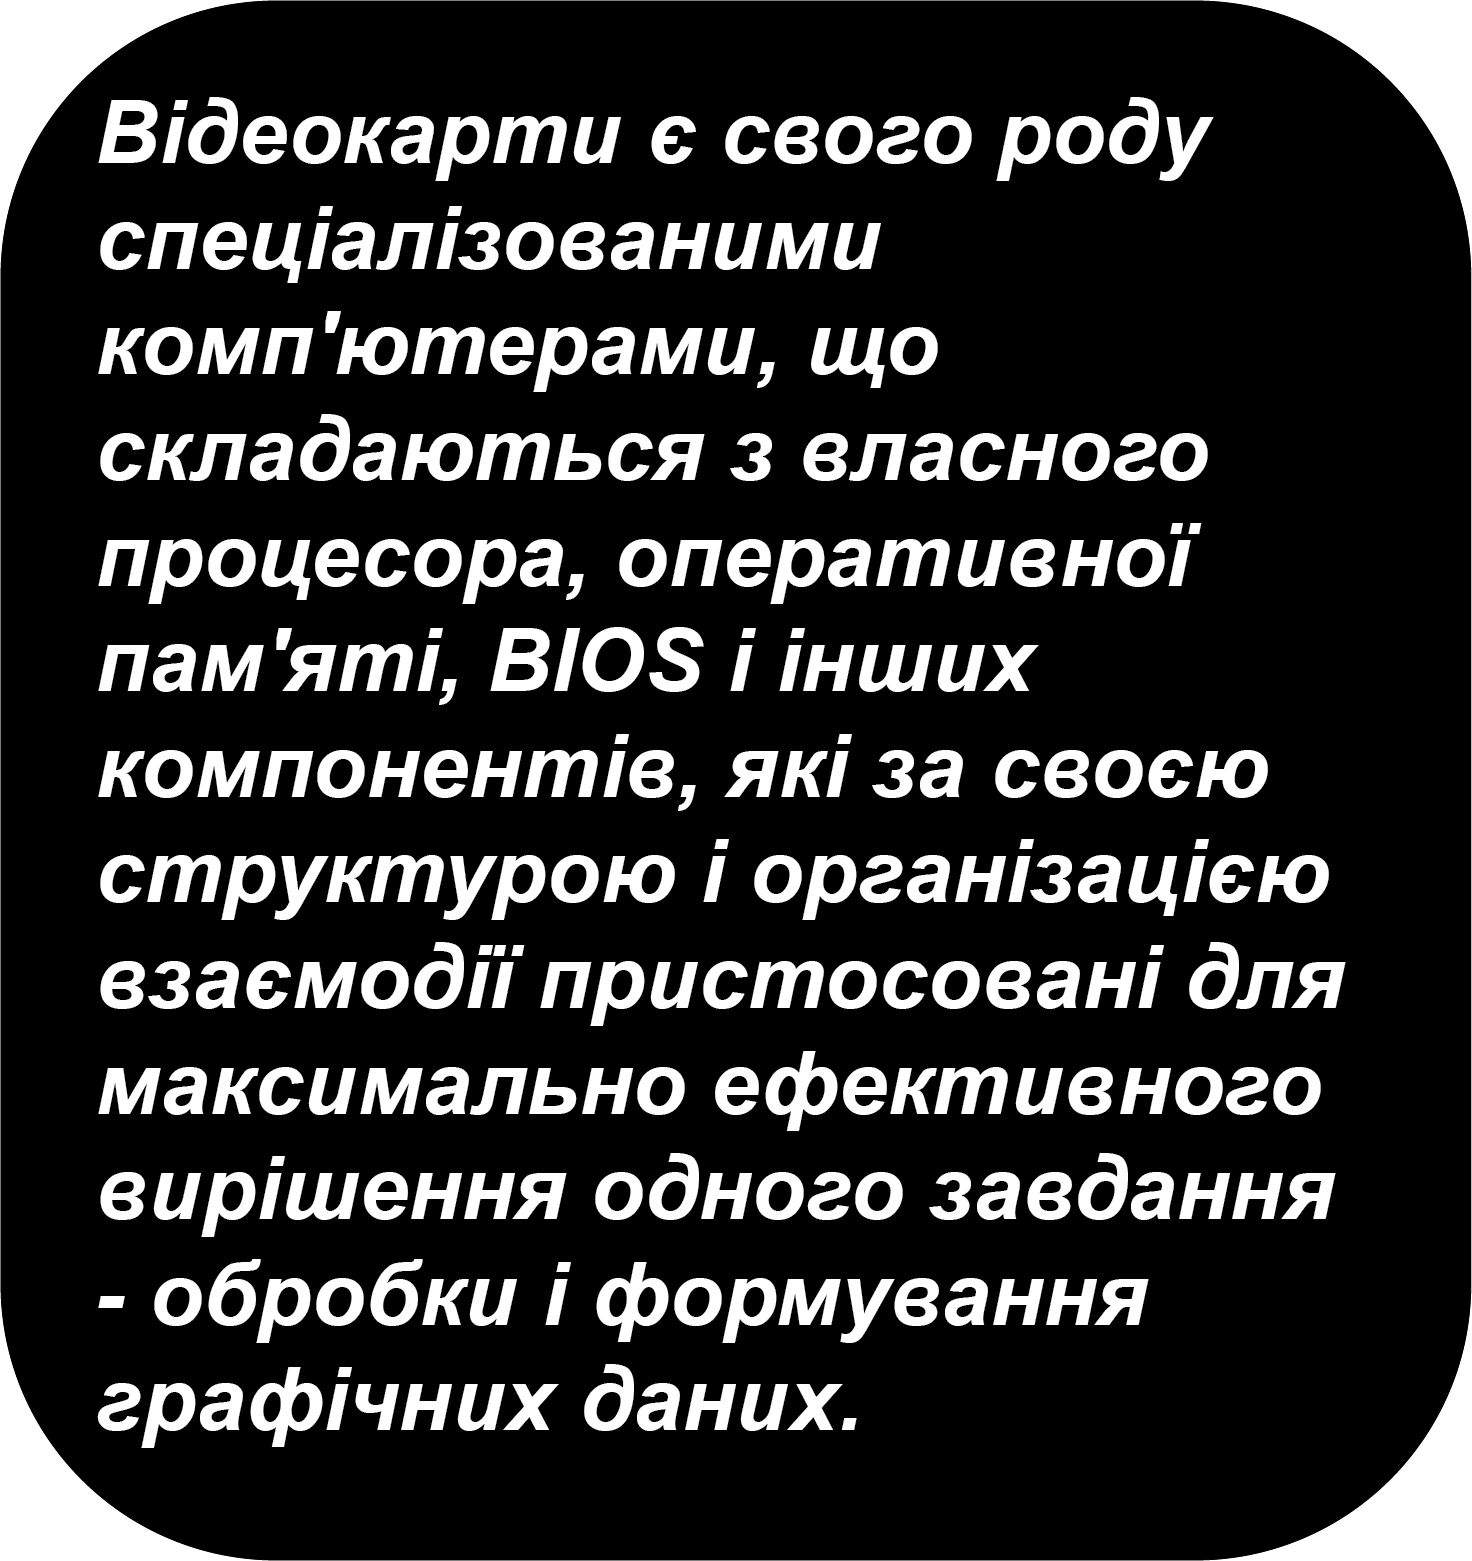 Відеокарти є свого роду
спеціалізованими
комп'ютерами, що
складаються з власного
процесора, оперативної
пам'яті, BIOS і інших
компонентів, які за своєю
структурою і організацією
взаємодії пристосовані для
максимально ефективного
вирішення одного завдання
- обробки і формування
графічних даних.